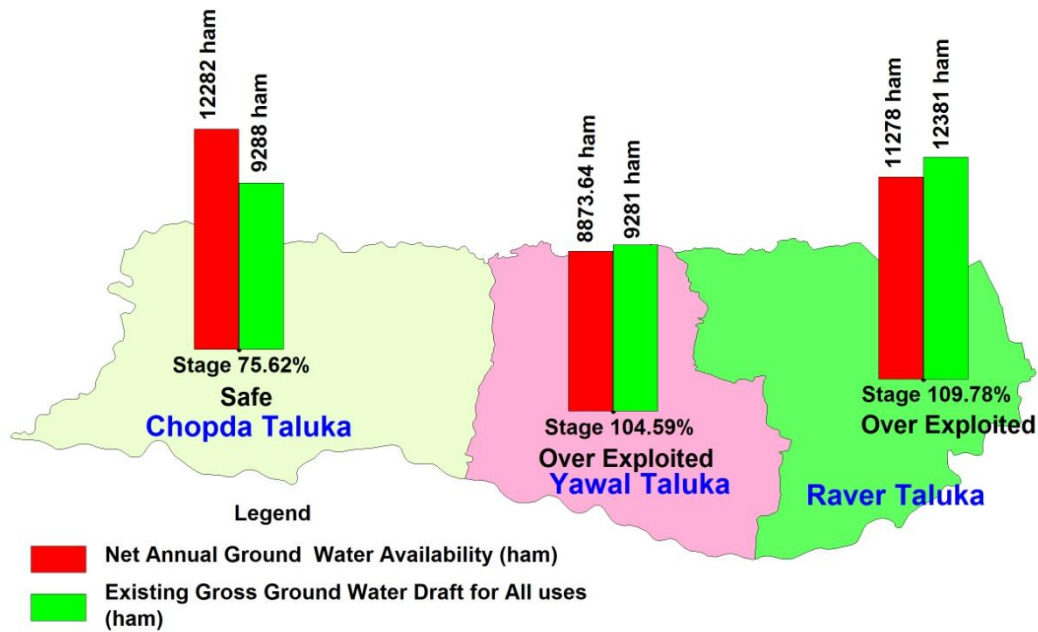 12282 ham
9288 ham
Stage 75.62%
Safe
Chopda Taluka
8873.64 ham
9281 ham
Stage 104.59%
Over Exploited
Yawal Taluka
11278 ham
12381 ham
Stage 109.78%
Over Exploited
Raver Taluka
Legend
Net Annual Ground Water Availability (ham)
Existing Gross Ground Water Draft for All uses
(ham)